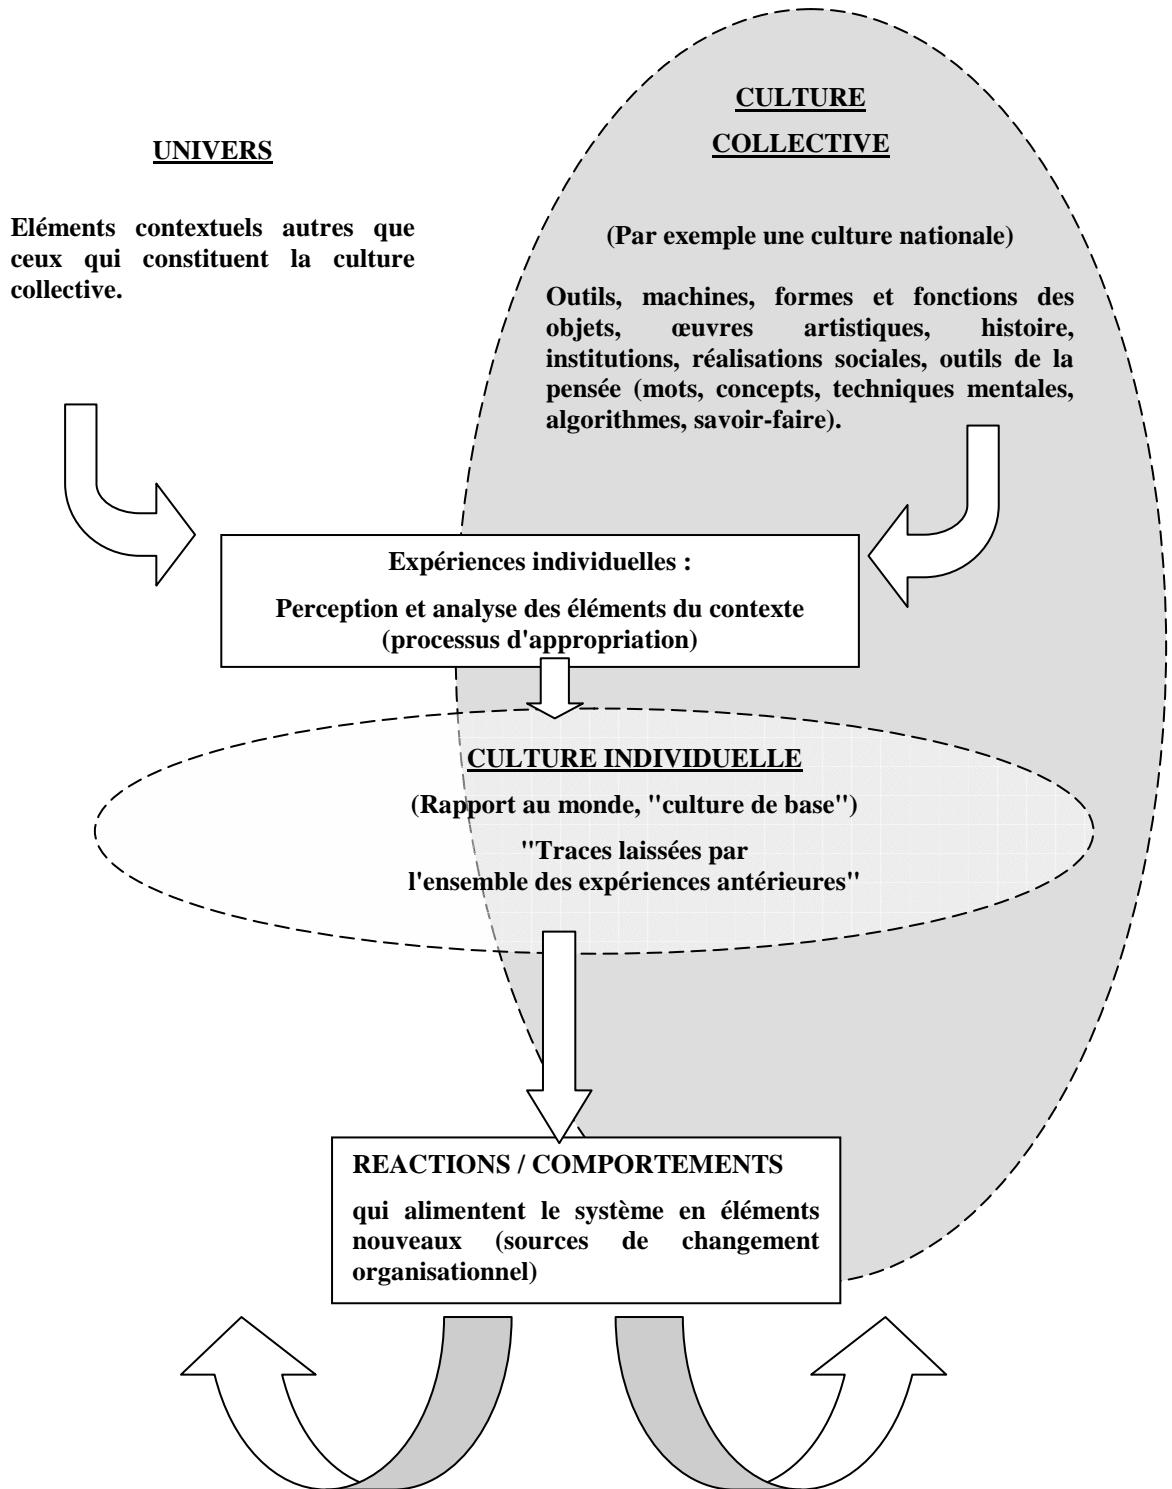 UNIVERS
Eléments contextuels autres que
ceux qui constituent la culture
collective.
CULTURE
COLLECTIVE
(Par exemple une culture nationale)
Outils, machines, formes et fonctions des
objets, œuvres artistiques, histoire,
institutions, réalisations sociales, outils de la
pensée (mots, concepts, techniques mentales,
algorithmes, savoir-faire).
Expériences individuelles :
Perception et analyse des éléments du contexte
(processus d'appropriation)
CULTURE INDIVIDUELLE
(Rapport au monde, "culture de base")
"Traces laissées par
l'ensemble des expériences antérieures"
REACTIONS / COMPORTEMENTS
qui alimentent le système en éléments
nouveaux (sources de changement
organisationnel)